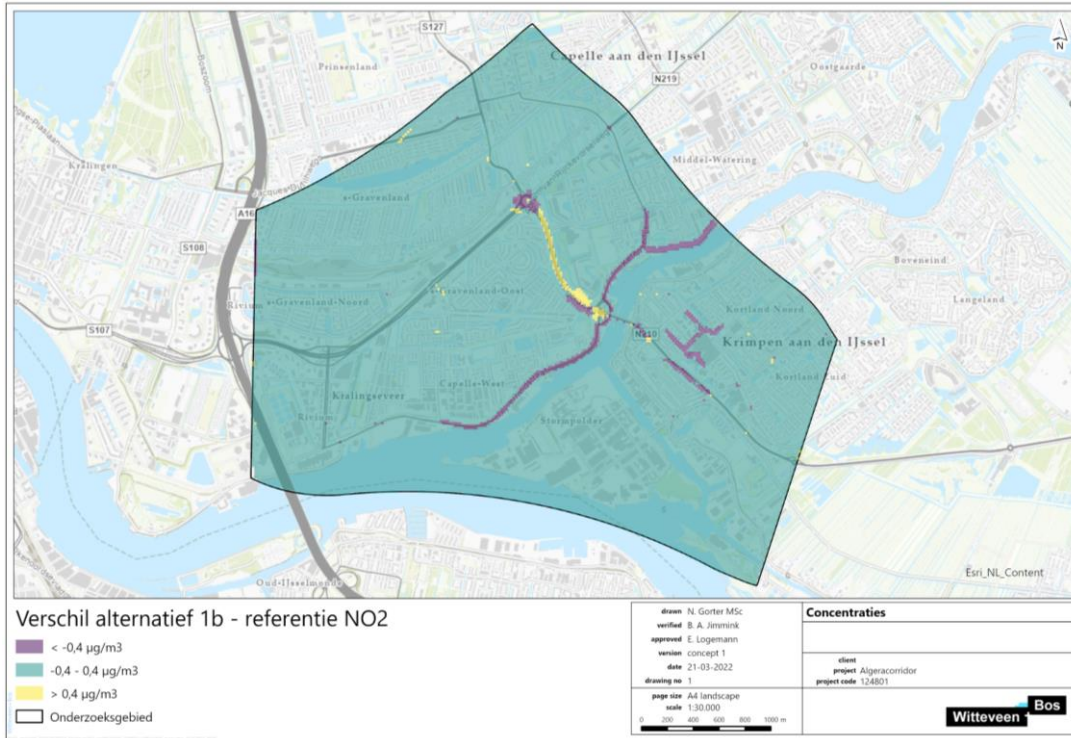 S127
Capelle aan den IJssel
N219
Prinsenland
Oostgaarde
N
Kralingen
Middel-Watering
s-Gravenland
A16
S108
Bovensind
Rivium
s-Gravenland-Noord
s-Gravenland-Oost
Kortland Noord
Langeland
S107
N210
Krimpen aan den IJssel
Kortland-Zuid
Capelle-West
Kralingseveer
Rivium
Stormpolder
Oud-IJsselmonde
Esri_NL_Content
Verschil alternatief 1b - referentie NO2
< -0,4 µg/m3
-0,4 - 0,4 µg/m3
> 0,4 µg/m3
Onderzoeksgebied
drawn N. Gorter MSc
verified B. A. Jimmink
approved E. Logemann
version concept 1
date 21-03-2022
drawing no 1
page size A4 landscape
scale 1:30.000
0 200 400 600 800 1000 m
Concentraties
client
project Algeracorridor
project code 124801
Witteveen + Bos